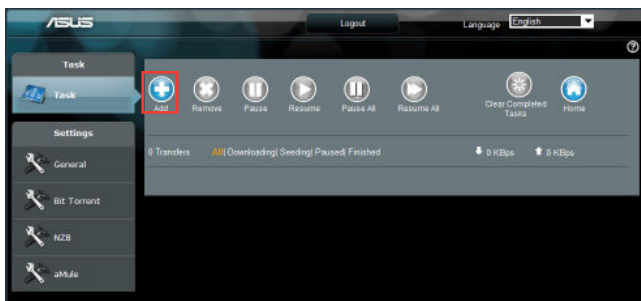 ASUS
Logout
Language English
Task
Task
Settings
General
Bit Torrent
NZB
aMule
Add
Remove
Pause
Resume
Pause All
Resume All
Clear Completed
Tasks
Home
0 Transfers All| Downloading| Seeding| Paused| Finished 0 KBps 0 KBps